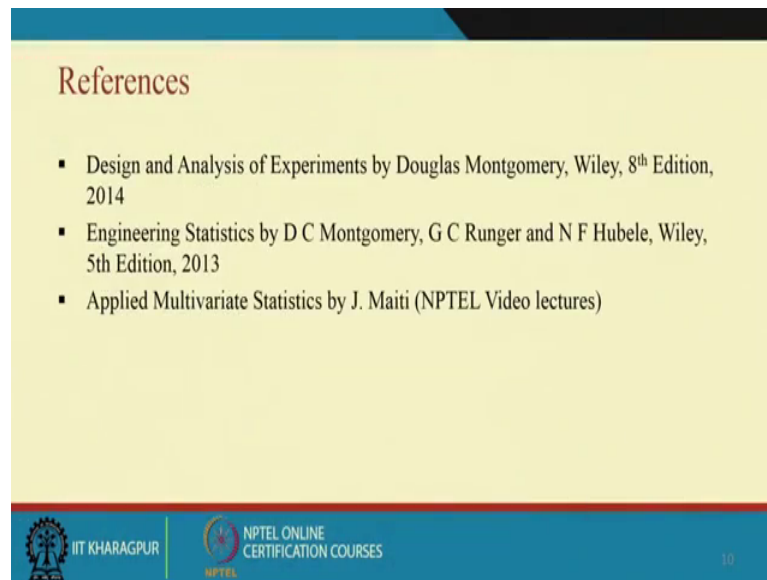 References
▪ Design and Analysis of Experiments by Douglas Montgomery, Wiley, 8th Edition,
2014
▪ Engineering Statistics by D C Montgomery, G C Runger and N F Hubele, Wiley,
5th Edition, 2013
▪ Applied Multivariate Statistics by J. Maiti (NPTEL Video lectures)
IIT KHARAGPUR
NPTEL
NPTEL ONLINE
CERTIFICATION COURSES
10